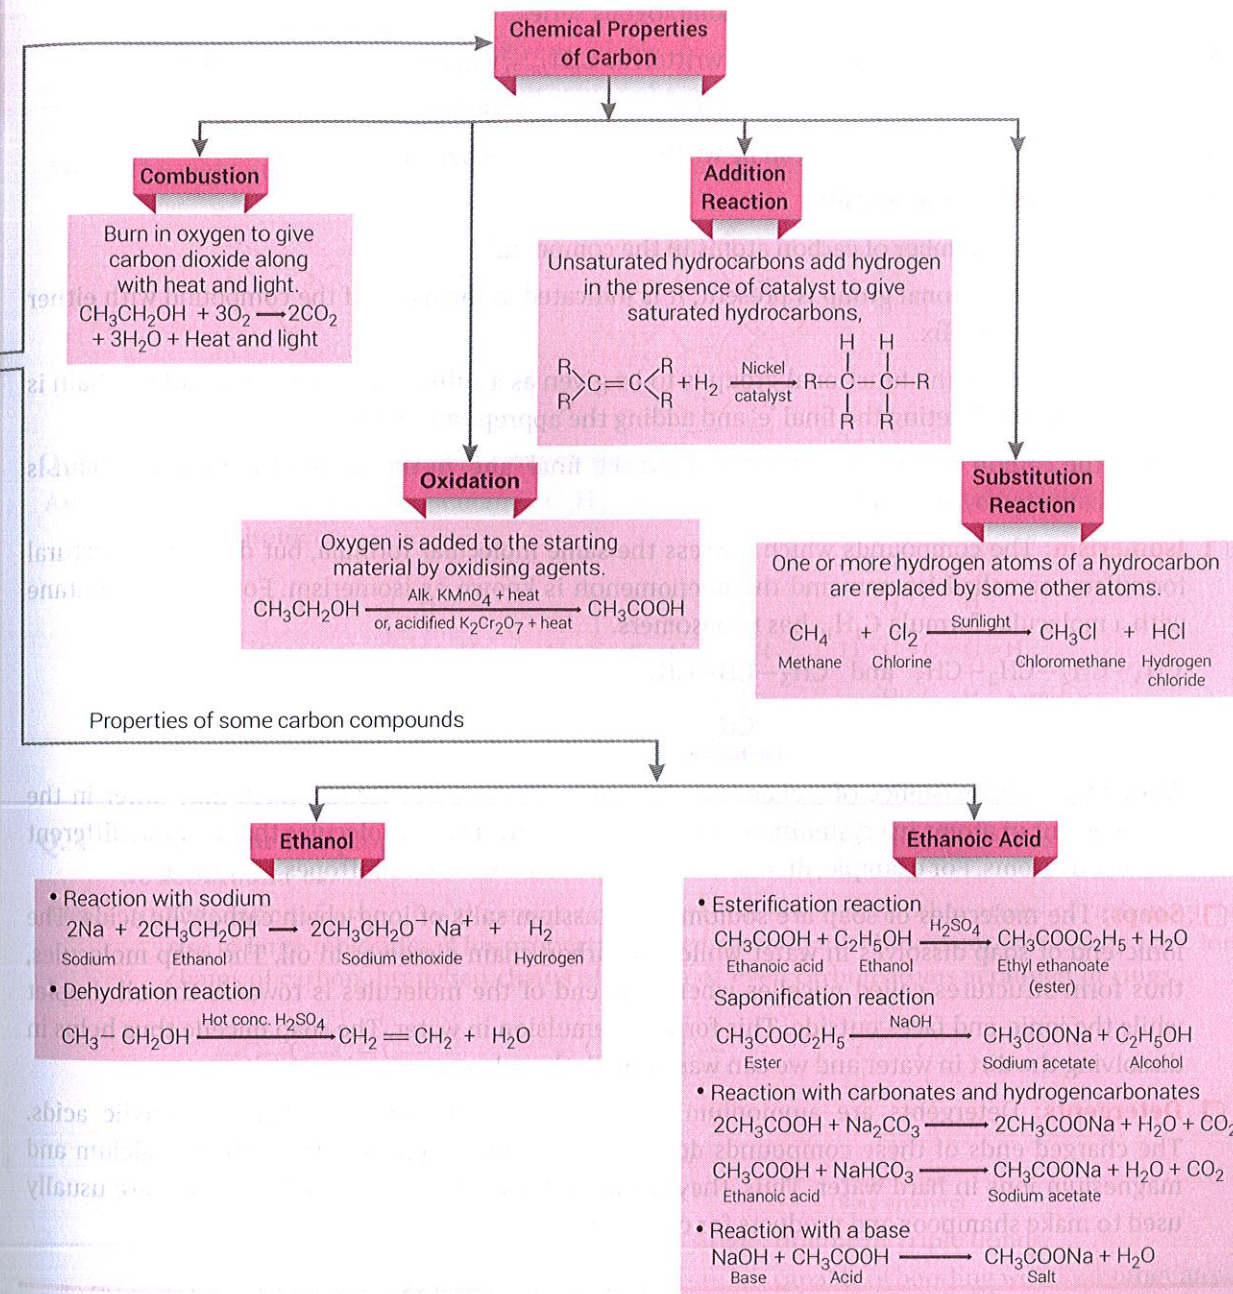 Chemical Properties
of Carbon
Combustion
Burn in oxygen to give
carbon dioxide along
with heat and light.
CH₃CH₂OH + 3O₂ ⟶ 2CO₂
+ 3H₂O + Heat and light
Addition
Reaction
Unsaturated hydrocarbons add hydrogen
in the presence of catalyst to give
saturated hydrocarbons,
H H
R R Nickel
C=C + H₂ ⟶ R–C–C–R
R R catalyst
R R
Oxidation
Oxygen is added to the starting
material by oxidising agents.
Alk. KMnO₄ + heat
CH₃CH₂OH ⟶ CH₃COOH
or, acidified K₂Cr₂O₇ + heat
Substitution
Reaction
One or more hydrogen atoms of a hydrocarbon
are replaced by some other atoms.
Sunlight
CH₄ + Cl₂ ⟶ CH₃Cl + HCl
Methane Chlorine Chloromethane Hydrogen
chloride
Properties of some carbon compounds
Ethanol
• Reaction with sodium
2Na + 2CH₃CH₂OH ⟶ 2CH₃CH₂O⁻ Na⁺ + H₂
Sodium Ethanol Sodium ethoxide Hydrogen
• Dehydration reaction
Hot conc. H₂SO₄
CH₃– CH₂OH ⟶ CH₂ = CH₂ + H₂O
Ethanoic Acid
• Esterification reaction
H₂SO₄
CH₃COOH + C₂H₅OH ⟶ CH₃COOC₂H₅ + H₂O
Ethanoic acid Ethanol Ethyl ethanoate
(ester)
Saponification reaction
NaOH
CH₃COOC₂H₅ ⟶ CH₃COONa + C₂H₅OH
Ester Sodium acetate Alcohol
• Reaction with carbonates and hydrogencarbonates
2CH₃COOH + Na₂CO₃ ⟶ 2CH₃COONa + H₂O + CO₂
CH₃COOH + NaHCO₃ ⟶ CH₃COONa + H₂O + CO₂
Ethanoic acid Sodium acetate
• Reaction with a base
NaOH + CH₃COOH ⟶ CH₃COONa + H₂O
Base Acid Salt